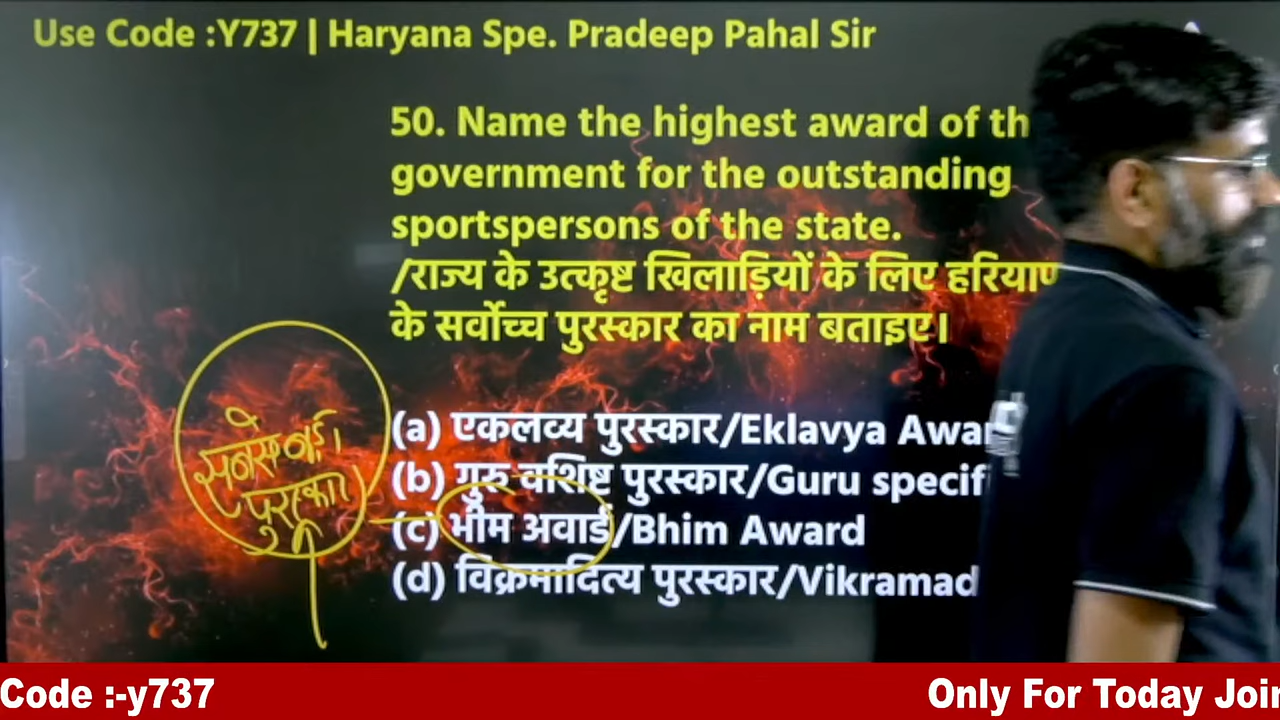 Use Code :Y737 | Haryana Spe. Pradeep Pahal Sir
50. Name the highest award of th
government for the outstanding
sportspersons of the state.
/राज्य के उत्कृष्ट खिलाड़ियों के लिए हरियाण
के सर्वोच्च पुरस्कार का नाम बताइए।
(a) एकलव्य पुरस्कार/Eklavya Awar
(b) गुरु वशिष्ट पुरस्कार/Guru specif
(c) भीम अवार्ड/Bhim Award
(d) विक्रमादित्य पुरस्कार/Vikramad
पुरस्कार
Code :-y737
Only For Today Join